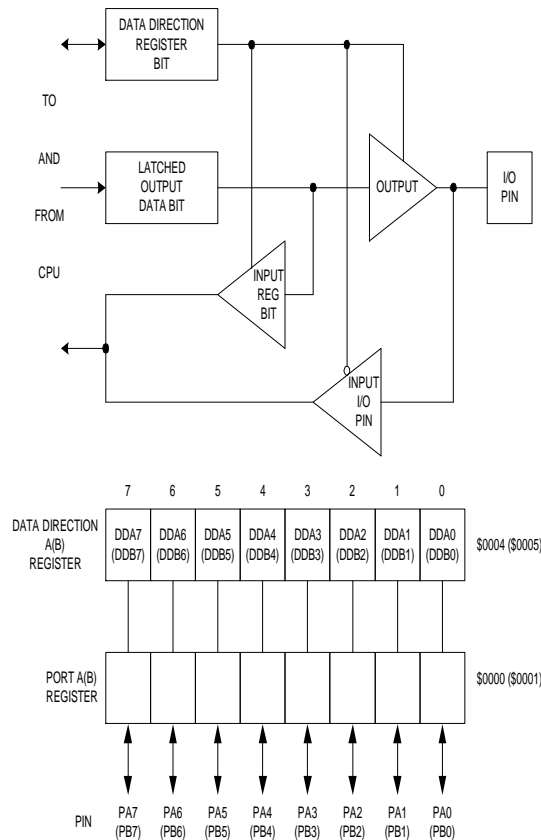 DATA DIRECTION
REGISTER
BIT
TO
AND
FROM
CPU
LATCHED
OUTPUT
DATA BIT
OUTPUT
I/O
PIN
INPUT
REG
BIT
INPUT
I/O
PIN
7 6 5 4 3 2 1 0
DATA DIRECTION
A(B)
REGISTER
DDA7 DDA6 DDA5 DDA4 DDA3 DDA2 DDA1 DDA0
(DDB7) (DDB6) (DDB5) (DDB4) (DDB3) (DDB2) (DDB1) (DDB0)
$0004 ($0005)
PORT A(B)
REGISTER
$0000 ($0001)
PIN
PA7 PA6 PA5 PA4 PA3 PA2 PA1 PA0
(PB7) (PB6) (PB5) (PB4) (PB3) (PB2) (PB1) (PB0)